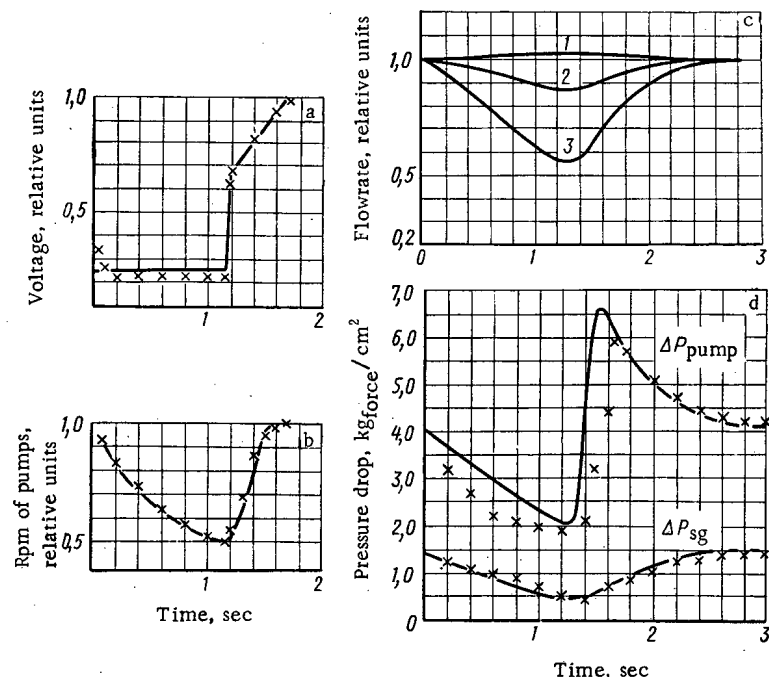 Voltage, relative units
1,0
0,5
a
1
2
Rpm of pumps,
relative units
1,0
0,5
b
1
2
Time, sec
Flowrate, relative units
1,0
0,5
0,2
c
1
2
3
0
1
2
3
Pressure drop, kgforce/cm2
7,0
6,0
5,0
4,0
3,0
2,0
1,0
0
d
ΔPpump
ΔPsg
1
2
3
Time, sec